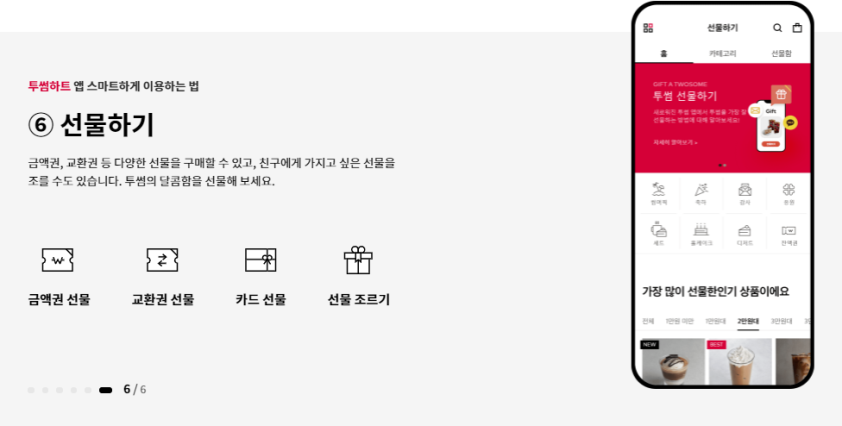 투썸하트 앱 스마트하게 이용하는 법
⑥ 선물하기
금액권, 교환권 등 다양한 선물을 구매할 수 있고, 친구에게 가지고 싶은 선물을
조를 수도 있습니다. 투썸의 달콤함을 선물해 보세요.
금액권 선물 교환권 선물 카드 선물 선물 조르기
6 / 6
선물하기
홈 카테고리 선물함
GIFT A TWOSOME
투썸 선물하기
Gift
자세히 알아보기
축하 감사 응원
홀케이크 디저트 금액권
가장 많이 선물한인기 상품이에요
전체 1만원 미만 1만원대 2만원대 3만원대
NEW BEST